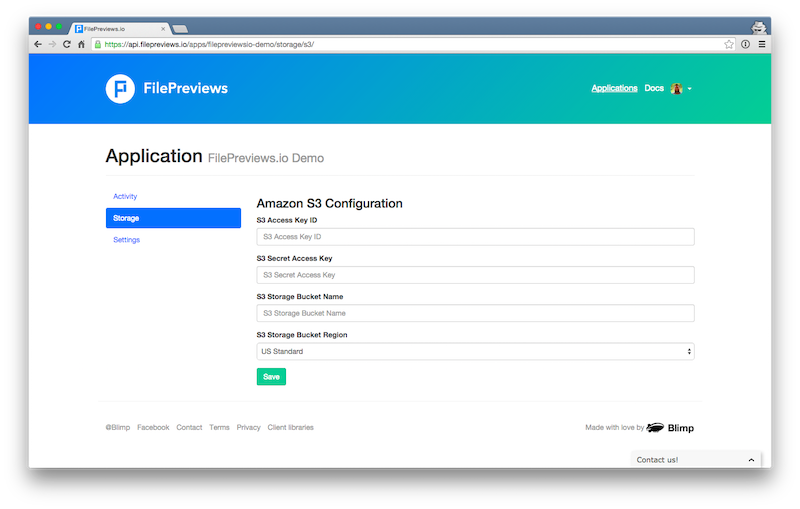 FilePreviews.io
https://api.filepreviews.io/apps/filepreviewsio-demo/storage/s3/
FilePreviews
Applications Docs
Application FilePreviews.io Demo
Activity
Storage
Settings
Amazon S3 Configuration
S3 Access Key ID
S3 Access Key ID
S3 Secret Access Key
S3 Secret Access Key
S3 Storage Bucket Name
S3 Storage Bucket Name
S3 Storage Bucket Region
US Standard
Save
@Blimp Facebook Contact Terms Privacy Client libraries
Made with love by Blimp
Contact us!